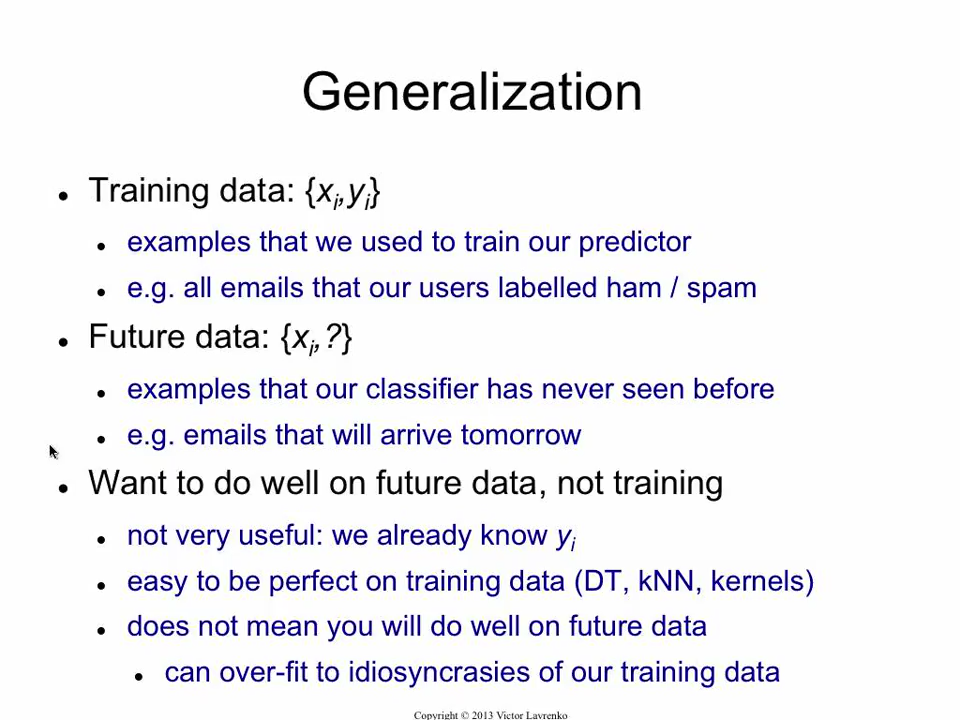 Generalization
● Training data: {xi,yi}
● examples that we used to train our predictor
● e.g. all emails that our users labelled ham / spam
● Future data: {xi,?}
● examples that our classifier has never seen before
● e.g. emails that will arrive tomorrow
● Want to do well on future data, not training
● not very useful: we already know yi
● easy to be perfect on training data (DT, kNN, kernels)
● does not mean you will do well on future data
● can over-fit to idiosyncrasies of our training data
Copyright © 2013 Victor Lavrenko